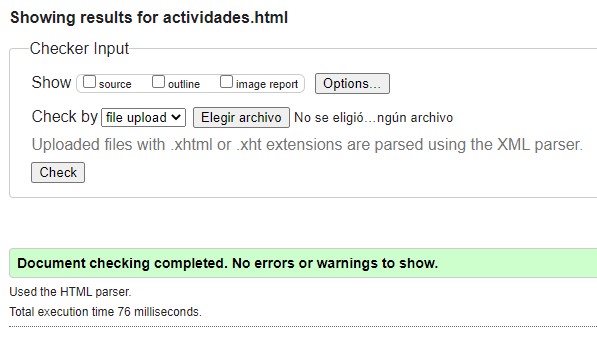 Showing results for actividades.html
Checker Input
Show source outline image report Options...
Check by file upload Elegir archivo No se eligió...ngún archivo
Uploaded files with .xhtml or .xht extensions are parsed using the XML parser.
Check
Document checking completed. No errors or warnings to show.
Used the HTML parser.
Total execution time 76 milliseconds.